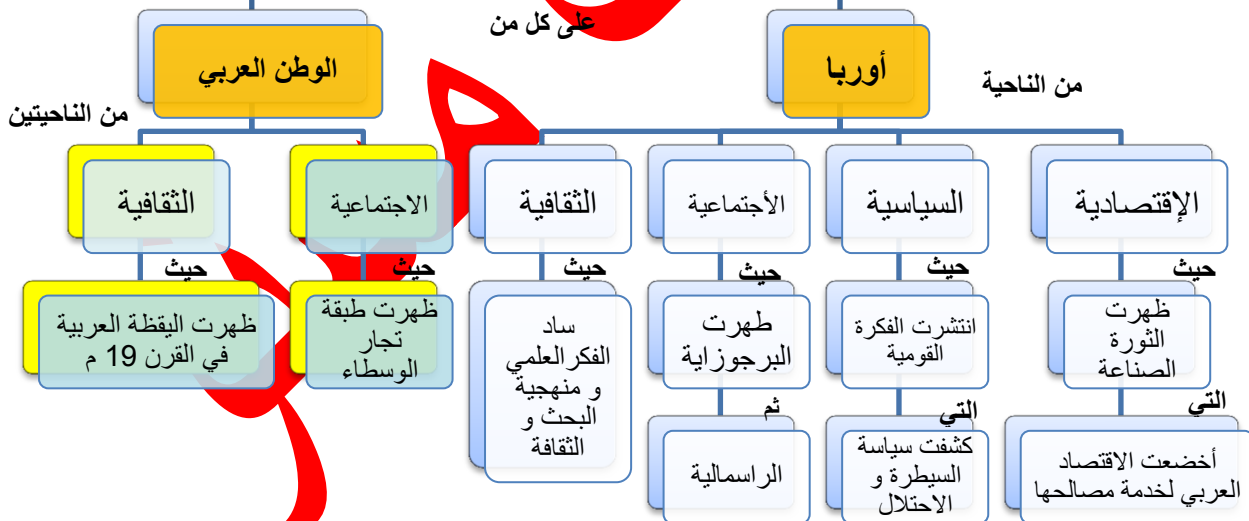 على كل من
أوربا
الوطن العربي
من الناحية
من الناحيتين
الإقتصادية
السياسية
الأجتماعية
الثقافية
الاجتماعية
الثقافية
حيث
حيث
حيث
حيث
حيث
حيث
ظهرت
الثورة
الصناعة
انتشرت الفكرة
القومية
طهرت
البرجوزاية
ساد
الفكرالعلمي
و منهجية
البحث و
الثقافة
ظهرت طبقة
تجار
الوسطاء
ظهرت اليقظة العربية
في القرن 19 م
التي
التي
ثم
أخضعت الاقتصاد
العربي لخدمة مصالحها
كشفت سياسة
السيطرة و
الاحتلال
الراسمالية